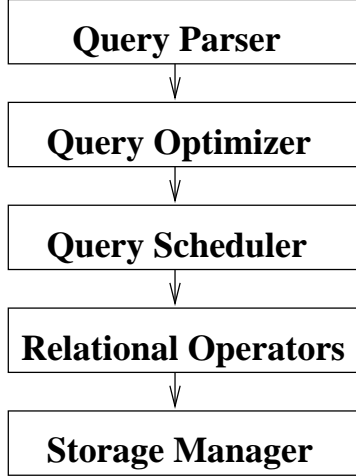 Query Parser
Query Optimizer
Query Scheduler
Relational Operators
Storage Manager